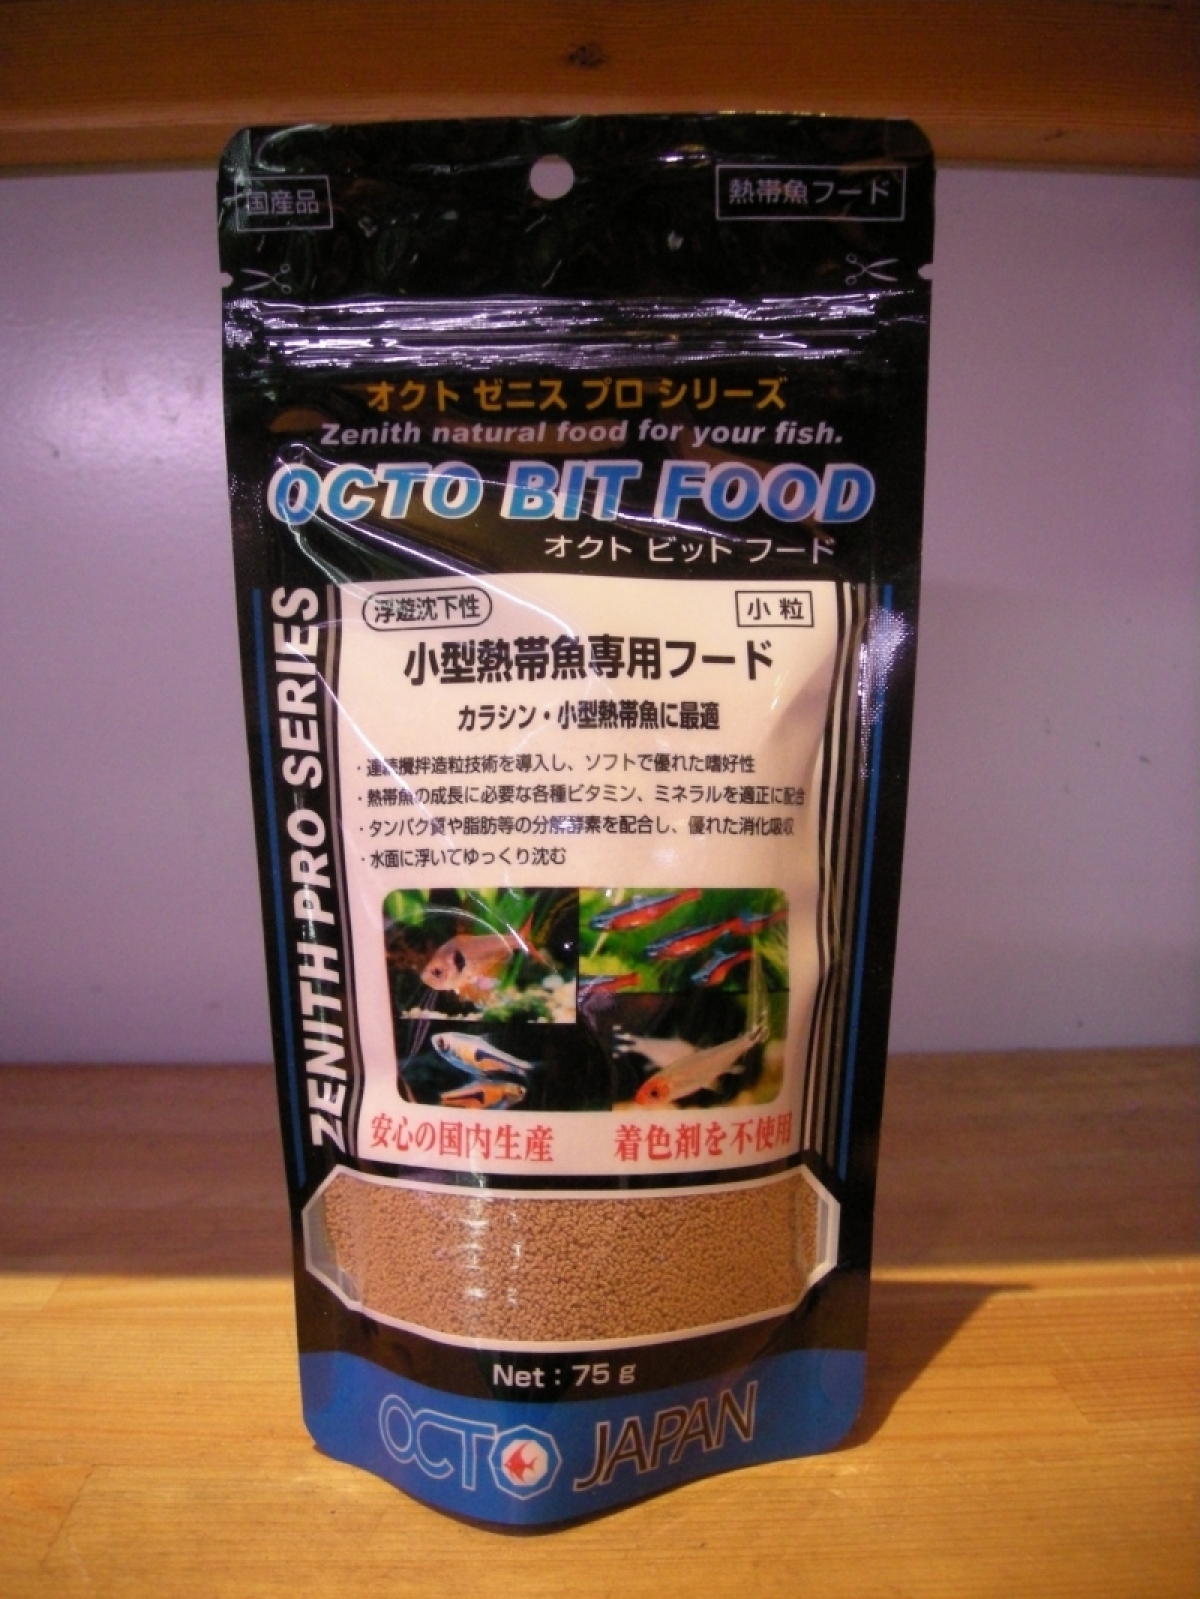 国産品
熱帯魚フード
オクト ゼニス プロ シリーズ
Zenith natural food for your fish.
OCTO BIT FOOD
オクト ビット フード
ZENITH PRO SERIES
浮遊沈下性
小粒
小型熱帯魚専用フード
カラシン・小型熱帯魚に最適
・連続攪拌造粒技術を導入し、ソフトで優れた嗜好性
・熱帯魚の成長に必要な各種ビタミン、ミネラルを適正に配合
・タンパク質や脂肪等の分解酵素を配合し、優れた消化吸収
・水面に浮いてゆっくり沈む
安心の国内生産 着色剤を不使用
Net : 75 g
OCTO JAPAN